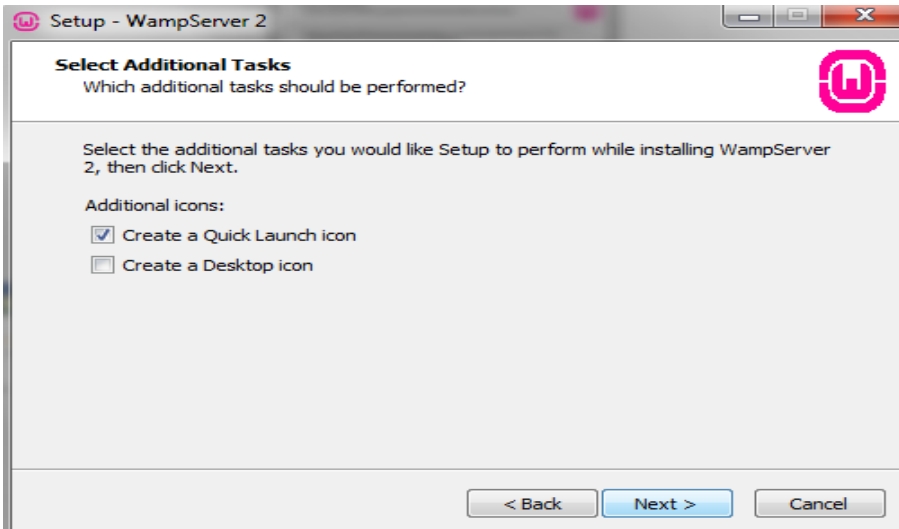 Setup - WampServer 2
Select Additional Tasks
Which additional tasks should be performed?
Select the additional tasks you would like Setup to perform while installing WampServer
2, then click Next.
Additional icons:
Create a Quick Launch icon
Create a Desktop icon
< Back Next > Cancel